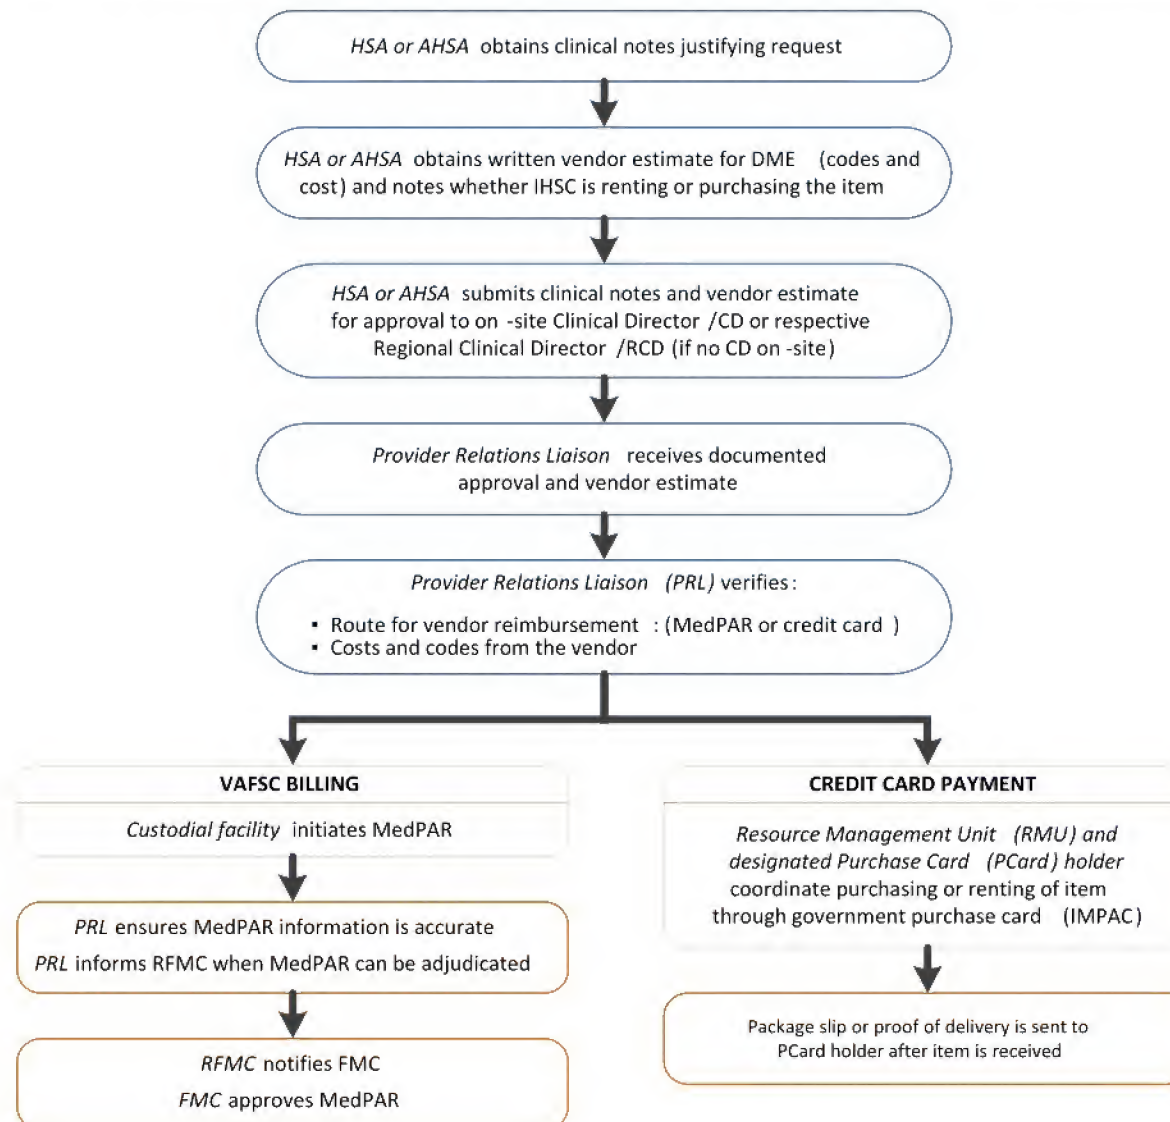 HSA or AHSA obtains clinical notes justifying request
HSA or AHSA obtains written vendor estimate for DME (codes and
cost) and notes whether IHSC is renting or purchasing the item
HSA or AHSA submits clinical notes and vendor estimate
for approval to on -site Clinical Director /CD or respective
Regional Clinical Director /RCD (if no CD on -site)
Provider Relations Liaison receives documented
approval and vendor estimate
Provider Relations Liaison (PRL) verifies:
▪ Route for vendor reimbursement : (MedPAR or credit card )
▪ Costs and codes from the vendor
VAFSC BILLING
Custodial facility initiates MedPAR
PRL ensures MedPAR information is accurate
PRL informs RFMC when MedPAR can be adjudicated
RFMC notifies FMC
FMC approves MedPAR
CREDIT CARD PAYMENT
Resource Management Unit (RMU) and
designated Purchase Card (PCard) holder
coordinate purchasing or renting of item
through government purchase card (IMPAC)
Package slip or proof of delivery is sent to
PCard holder after item is received